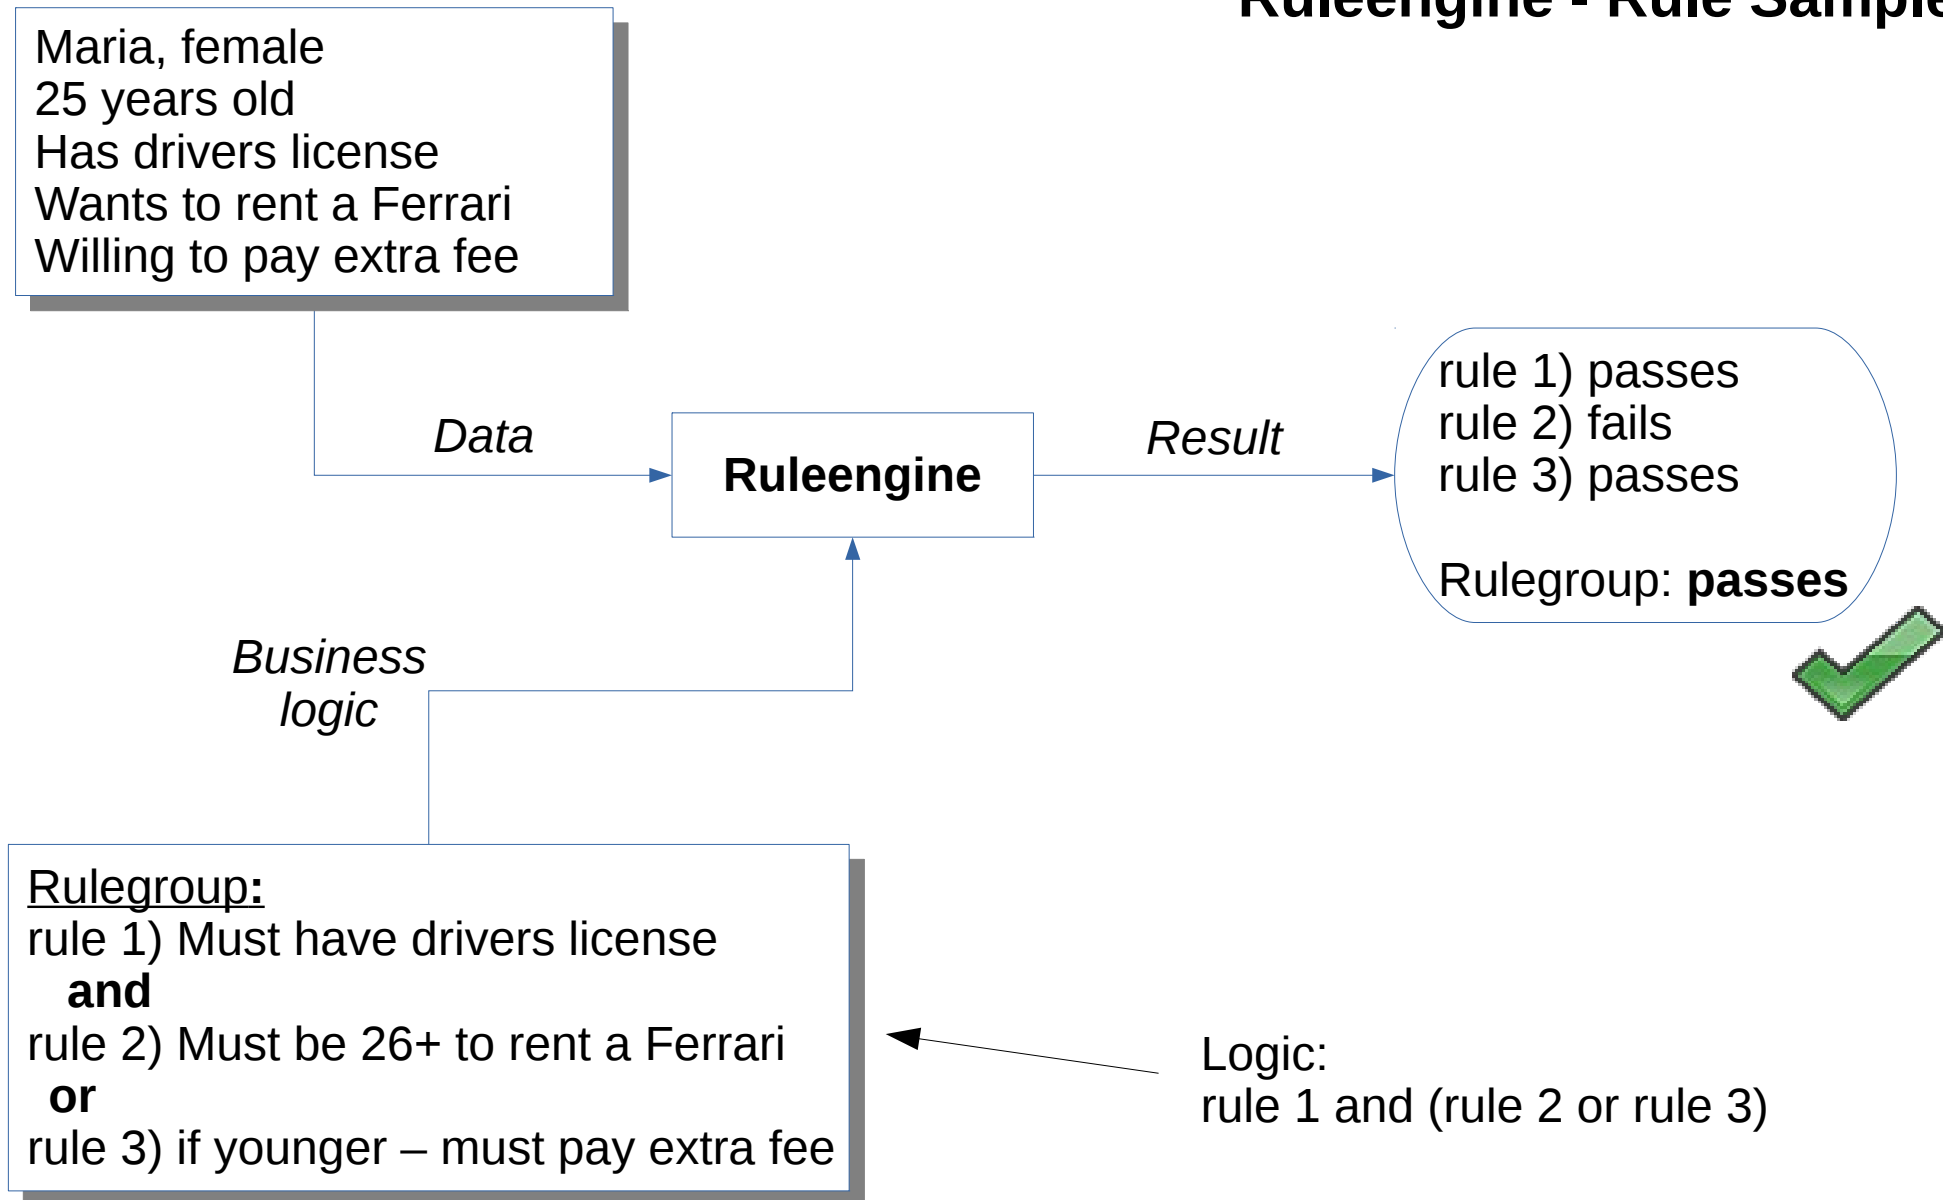 Ruleengine - Rule Sample
Maria, female
25 years old
Has drivers license
Wants to rent a Ferrari
Willing to pay extra fee
Data
Ruleengine
Result
rule 1) passes
rule 2) fails
rule 3) passes
Rulegroup: passes
Business
logic
Rulegroup:
rule 1) Must have drivers license
and
rule 2) Must be 26+ to rent a Ferrari
or
rule 3) if younger – must pay extra fee
Logic:
rule 1 and (rule 2 or rule 3)